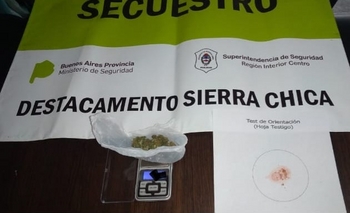 SECUESTRO
Buenos Aires Provincia
Ministerio de Seguridad
Superintendencia de Seguridad
Región Interior Centro
DESTACAMENTO SIERRA CHICA
Test de Orientación
(Hoja Testigo)